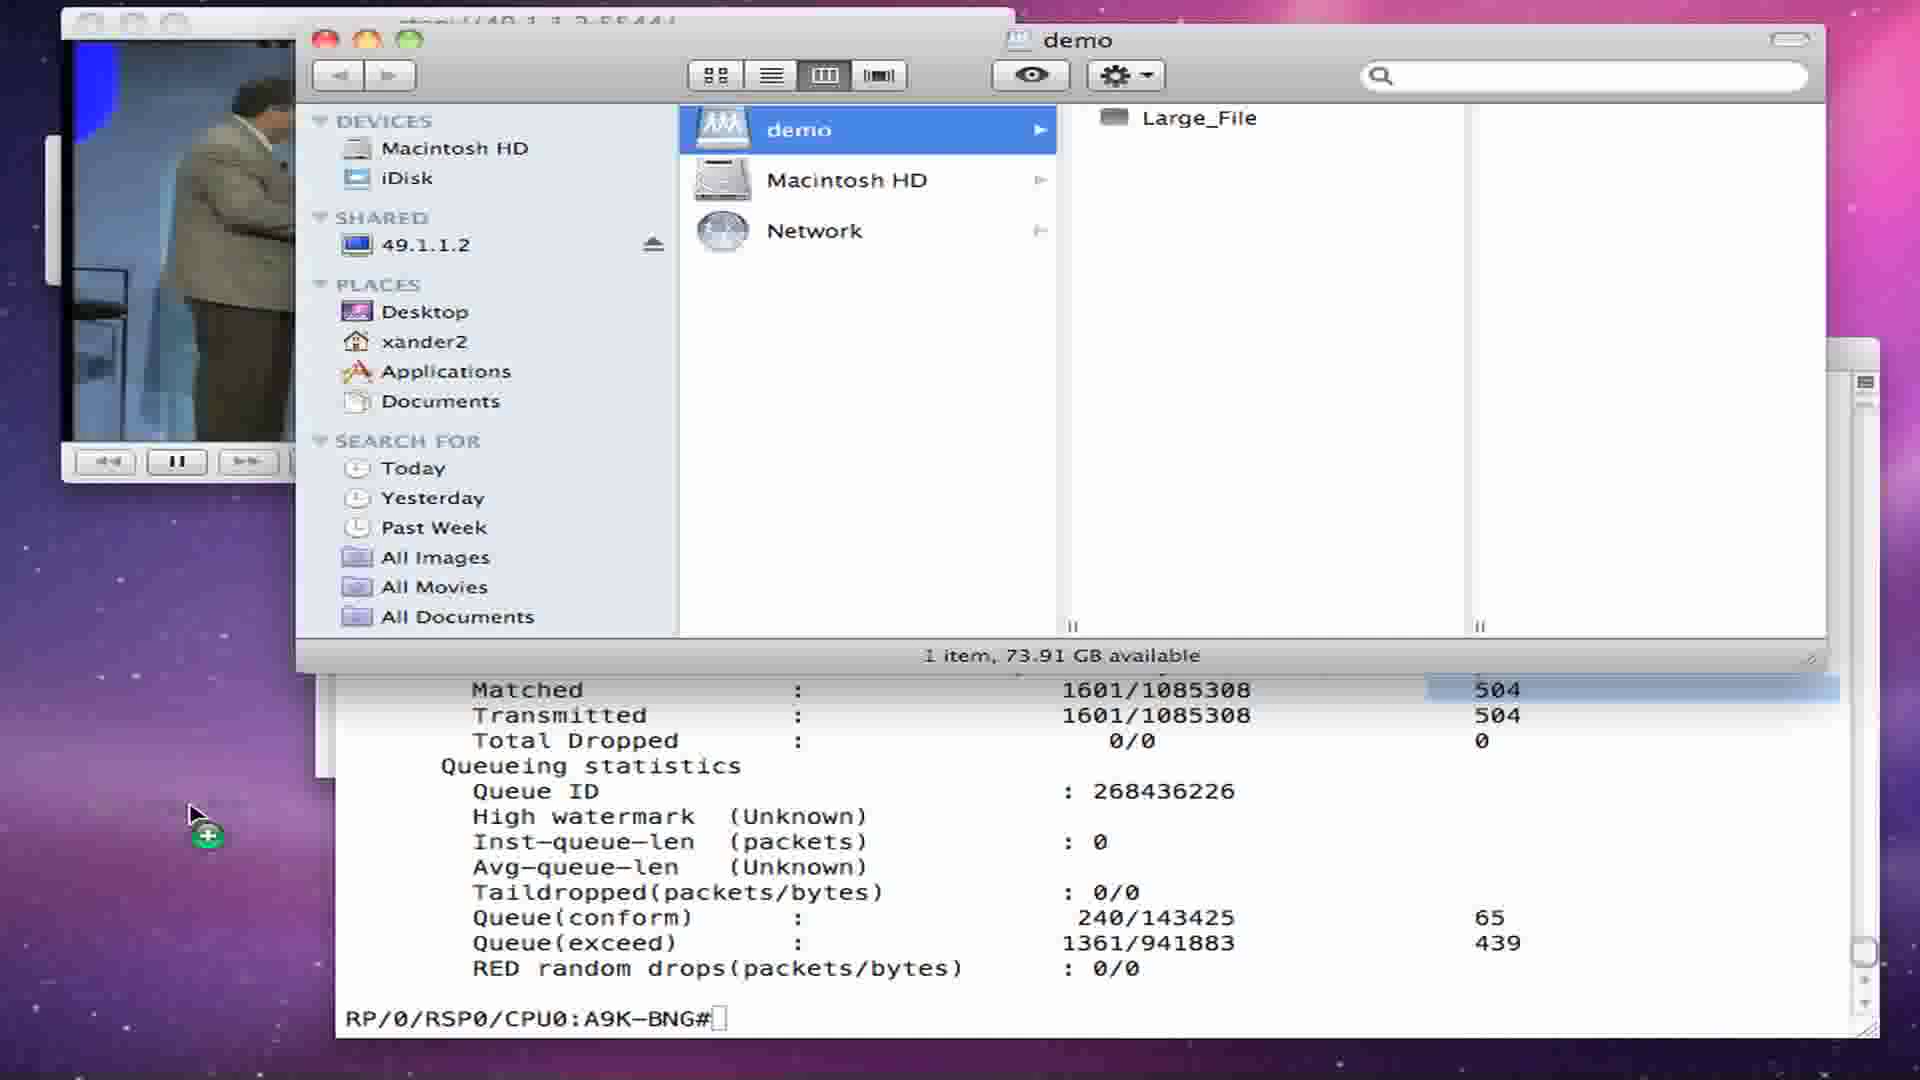 demo
DEVICES
Macintosh HD
iDisk
SHARED
49.1.1.2
PLACES
Desktop
xander2
Applications
Documents
SEARCH FOR
Today
Yesterday
Past Week
All Images
All Movies
All Documents
demo
Macintosh HD
Network
Large_File
1 item, 73.91 GB available
Matched : 1601/1085308 504
Transmitted : 1601/1085308 504
Total Dropped : 0/0 0
Queueing statistics
Queue ID : 268436226
High watermark (Unknown)
Inst-queue-len (packets) : 0
Avg-queue-len (Unknown)
Taildropped(packets/bytes) : 0/0
Queue(conform) : 240/143425 65
Queue(exceed) : 1361/941883 439
RED random drops(packets/bytes) : 0/0
RP/0/RSP0/CPU0:A9K-BNG#